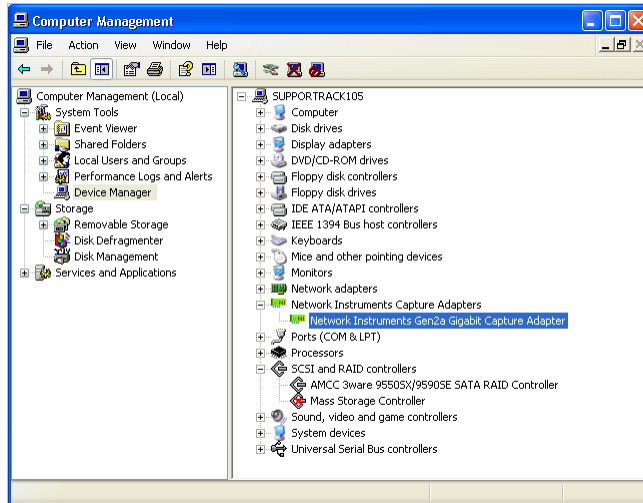 Computer Management
File Action View Window Help
Computer Management (Local)
System Tools
Event Viewer
Shared Folders
Local Users and Groups
Performance Logs and Alerts
Device Manager
Storage
Removable Storage
Disk Defragmenter
Disk Management
Services and Applications
SUPPORTRACK105
Computer
Disk drives
Display adapters
DVD/CD-ROM drives
Floppy disk controllers
Floppy disk drives
IDE ATA/ATAPI controllers
IEEE 1394 Bus host controllers
Keyboards
Mice and other pointing devices
Monitors
Network adapters
Network Instruments Capture Adapters
Network Instruments Gen2a Gigabit Capture Adapter
Ports (COM & LPT)
Processors
SCSI and RAID controllers
AMCC 3ware 9550SX/9590SE SATA RAID Controller
Mass Storage Controller
Sound, video and game controllers
System devices
Universal Serial Bus controllers